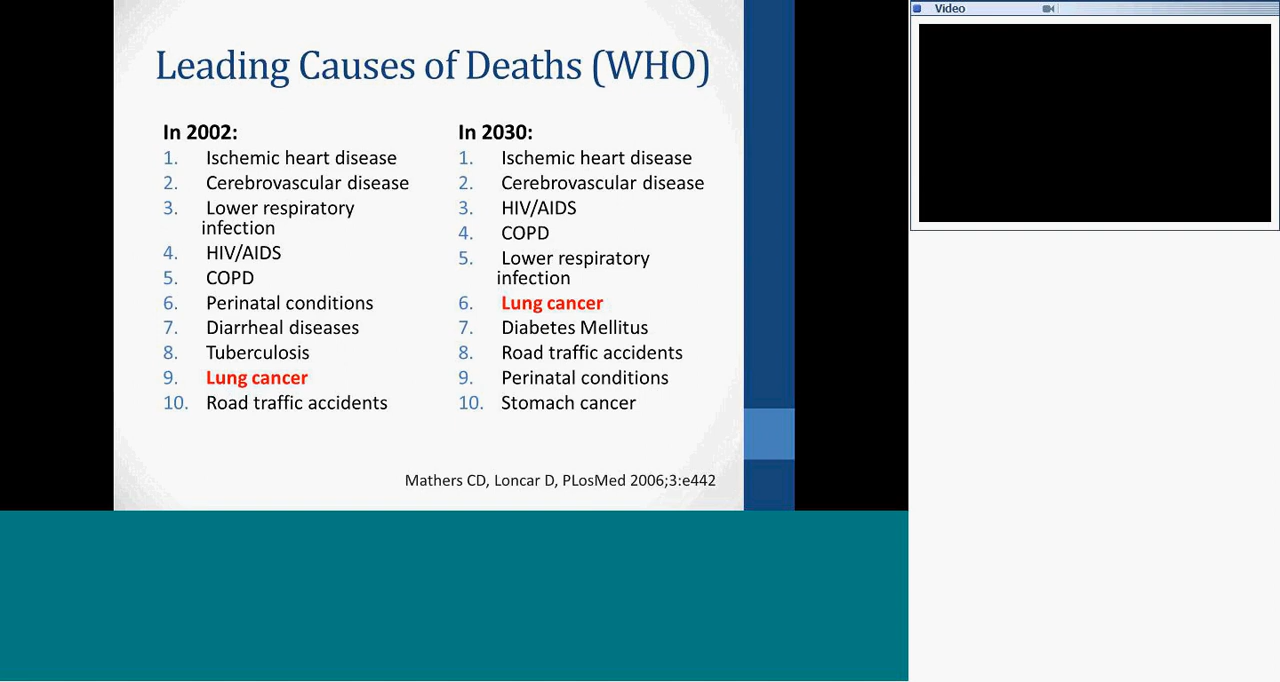 Video
Leading Causes of Deaths (WHO)
In 2002:
1. Ischemic heart disease
2. Cerebrovascular disease
3. Lower respiratory
infection
4. HIV/AIDS
5. COPD
6. Perinatal conditions
7. Diarrheal diseases
8. Tuberculosis
9. Lung cancer
10. Road traffic accidents
In 2030:
1. Ischemic heart disease
2. Cerebrovascular disease
3. HIV/AIDS
4. COPD
5. Lower respiratory
infection
6. Lung cancer
7. Diabetes Mellitus
8. Road traffic accidents
9. Perinatal conditions
10. Stomach cancer
Mathers CD, Loncar D, PLosMed 2006;3:e442